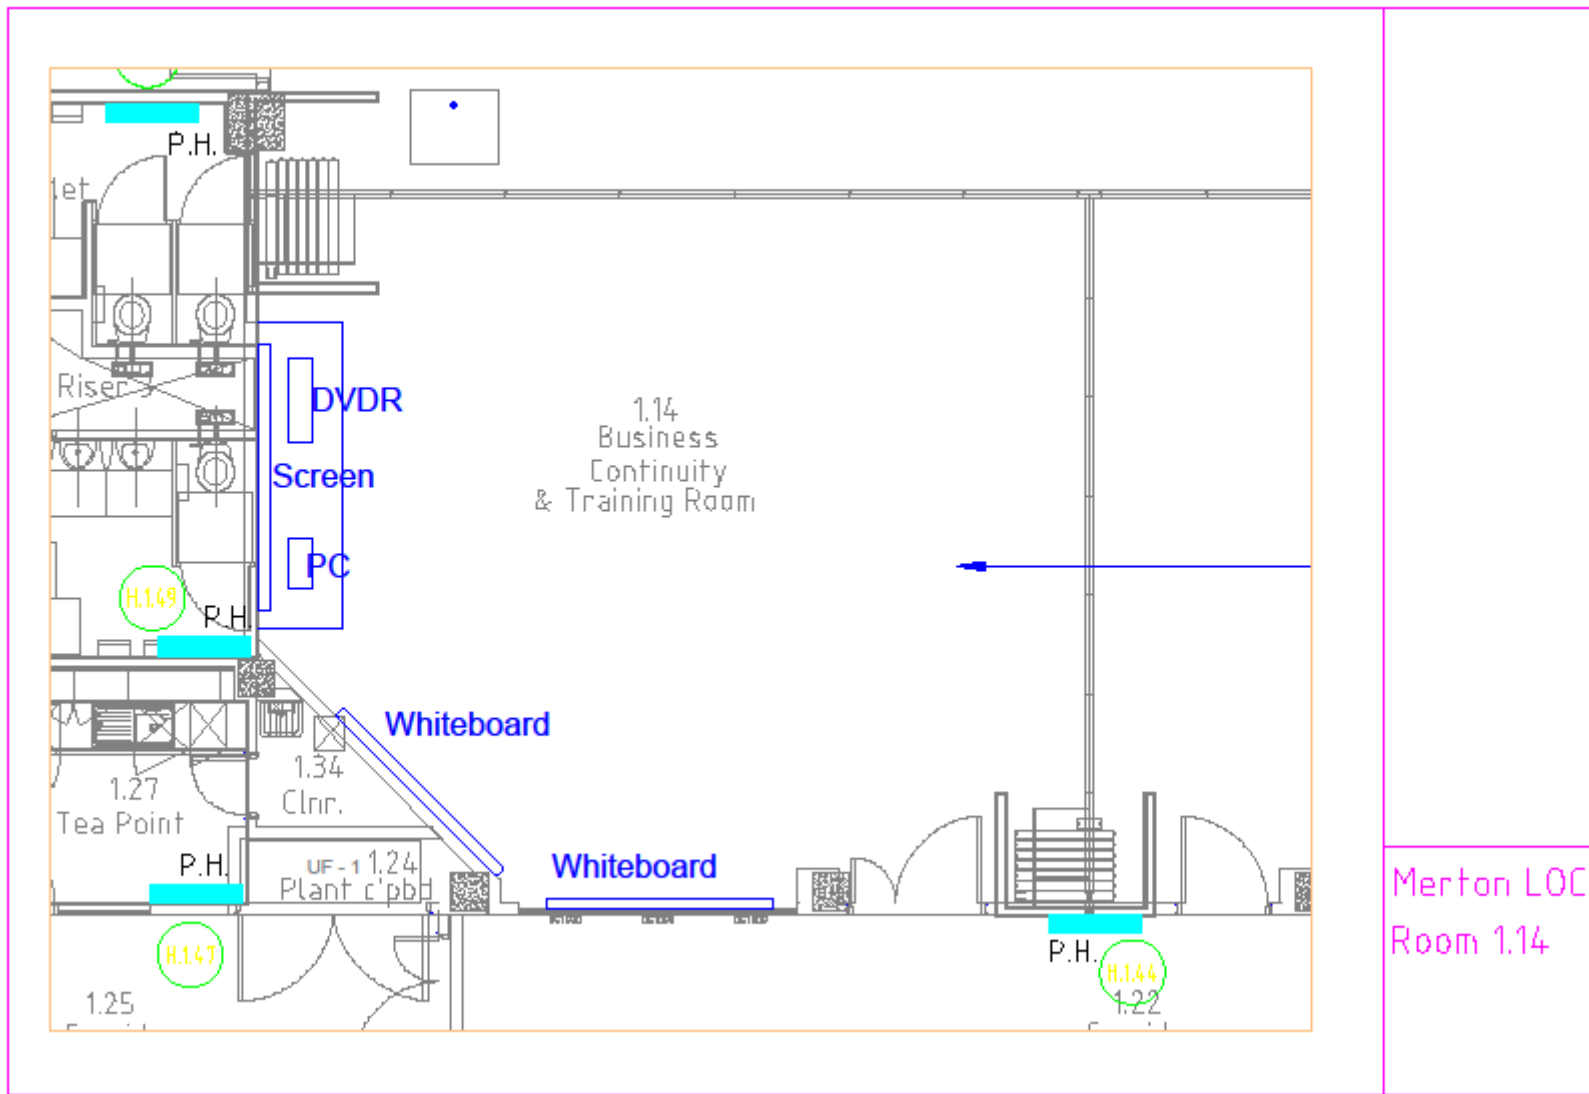 P.H.
let
Riser
DVDR
Screen
PC
1.14
Business
Continuity
& Training Room
H.1.49
P.H.
Whiteboard
1.34
Clnr.
1.27
Tea Point
P.H.
UF-1
1.24
Plant c'pbd
Whiteboard
H.1.47
P.H.
H.1.44
1.25
1.22
Merton LOC
Room 1.14